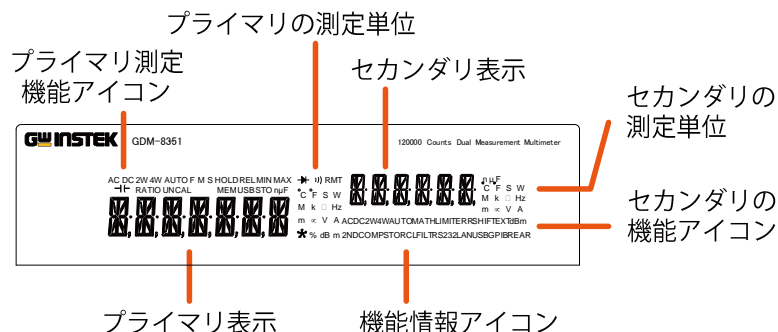 プライマリの測定単位
プライマリ測定
機能アイコン
セカンダリ表示
セカンダリの
測定単位
GW INSTEK GDM-8351
120000 Counts Dual Measurement Multimeter
AC DC 2W 4W AUTO F M S HOLD REL MIN MAX
RATIO UNCAL MEM USB STO nμF
RMT
°C °F S W
M k □ Hz
m ∝ V A
* % dB m
nμF
°C °F S W
M k □ Hz
m ∝ V A
ACDC2W4WAUTOMATHLIMITERRSHIFTEXTdBm
2NDCOMPSTORCLFILTRS232LANUSBGPIBREAR
セカンダリの
機能アイコン
プライマリ表示
機能情報アイコン